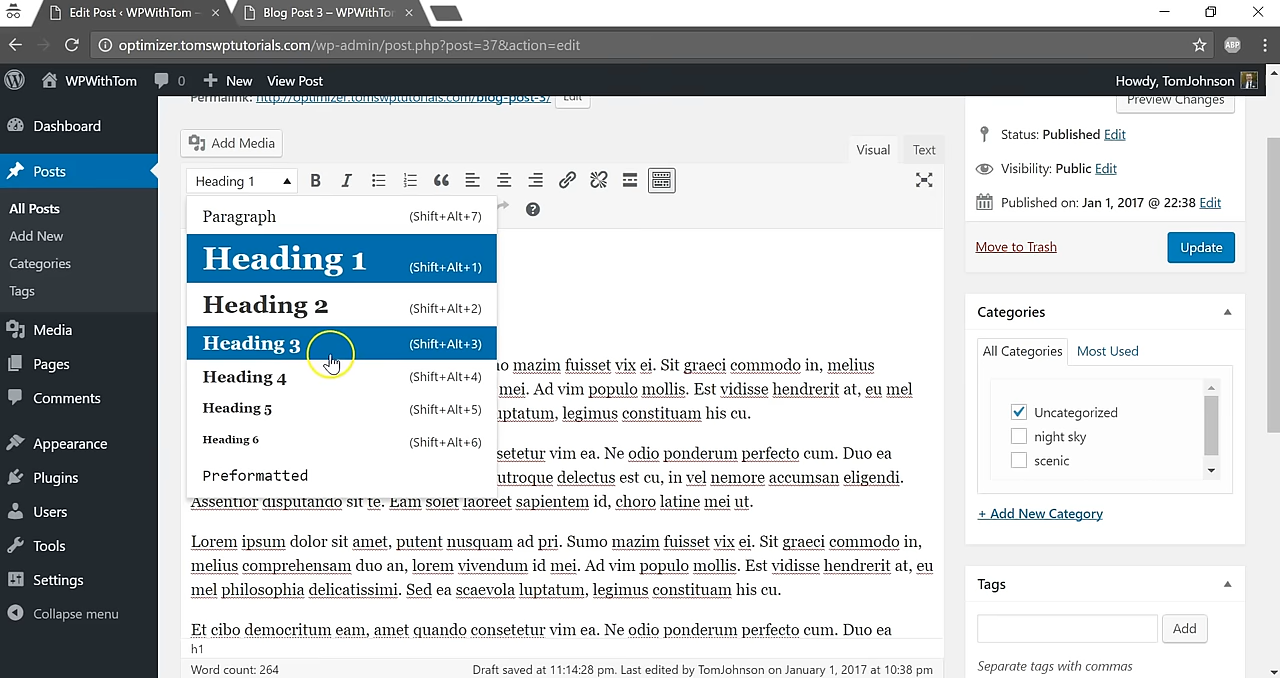 Edit Post ‹ WPWithTom –
Blog Post 3 – WPWithTo
optimizer.tomswptutorials.com/wp-admin/post.php?post=37&action=edit
ABP
WPWithTom 0 New View Post Howdy, TomJohnson
Dashboard
Posts
All Posts
Add New
Categories
Tags
Media
Pages
Comments
Appearance
Plugins
Users
Tools
Settings
Collapse menu
Permalink: http://optimizer.tomswptutorials.com/blog-post-3/ Edit
Add Media
Visual Text
Heading 1
Paragraph (Shift+Alt+7)
Heading 1 (Shift+Alt+1)
Heading 2 (Shift+Alt+2)
Heading 3 (Shift+Alt+3)
Heading 4 (Shift+Alt+4)
Heading 5 (Shift+Alt+5)
Heading 6 (Shift+Alt+6)
Preformatted
mazim fuisset vix ei. Sit graeci commodo in, melius
mei. Ad vim populo mollis. Est vidisse hendrerit at, eu mel
legimus constituam his cu.
vim ea. Ne odio ponderum perfecto cum. Duo ea
utroque delectus est cu, in vel nemore accumsan eligendi.
Assentior disputando sit te. Eam solet laoreet sapientem id, choro latine mei ut.
Lorem ipsum dolor sit amet, putent nusquam ad pri. Sumo mazim fuisset vix ei. Sit graeci commodo in,
melius comprehensam duo an, lorem vivendum id mei. Ad vim populo mollis. Est vidisse hendrerit at, eu
mel philosophia delicatissimi. Sed ea scaevola luptatum, legimus constituam his cu.
Et cibo democritum eam, amet quando consetetur vim ea. Ne odio ponderum perfecto cum. Duo ea
h1
Word count: 264 Draft saved at 11:14:28 pm. Last edited by TomJohnson on January 1, 2017 at 10:38 pm
Preview Changes
Status: Published Edit
Visibility: Public Edit
Published on: Jan 1, 2017 @ 22:38 Edit
Move to Trash Update
Categories
All Categories Most Used
Uncategorized
night sky
scenic
+ Add New Category
Tags
Add
Separate tags with commas